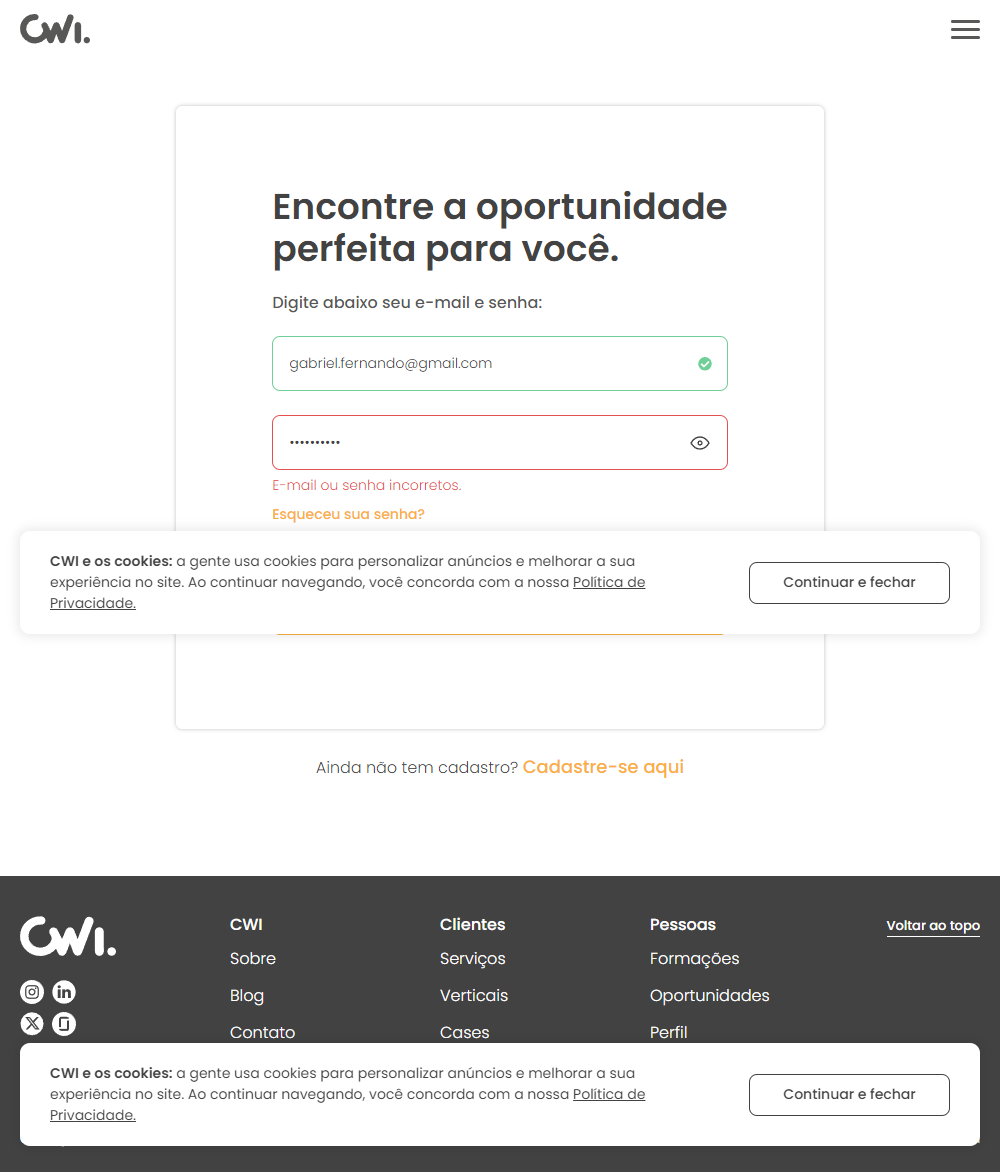 CWI.
Encontre a oportunidade
perfeita para você.
Digite abaixo seu e-mail e senha:
gabriel.fernando@gmail.com
••••••••••
E-mail ou senha incorretos.
Esqueceu sua senha?
CWI e os cookies: a gente usa cookies para personalizar anúncios e melhorar a sua
experiência no site. Ao continuar navegando, você concorda com a nossa Política de
Privacidade.
Continuar e fechar
Ainda não tem cadastro? Cadastre-se aqui
CWI.
CWI
Sobre
Blog
Contato
Clientes
Serviços
Verticais
Cases
Pessoas
Formações
Oportunidades
Perfil
Voltar ao topo
CWI e os cookies: a gente usa cookies para personalizar anúncios e melhorar a sua
experiência no site. Ao continuar navegando, você concorda com a nossa Política de
Privacidade.
Continuar e fechar